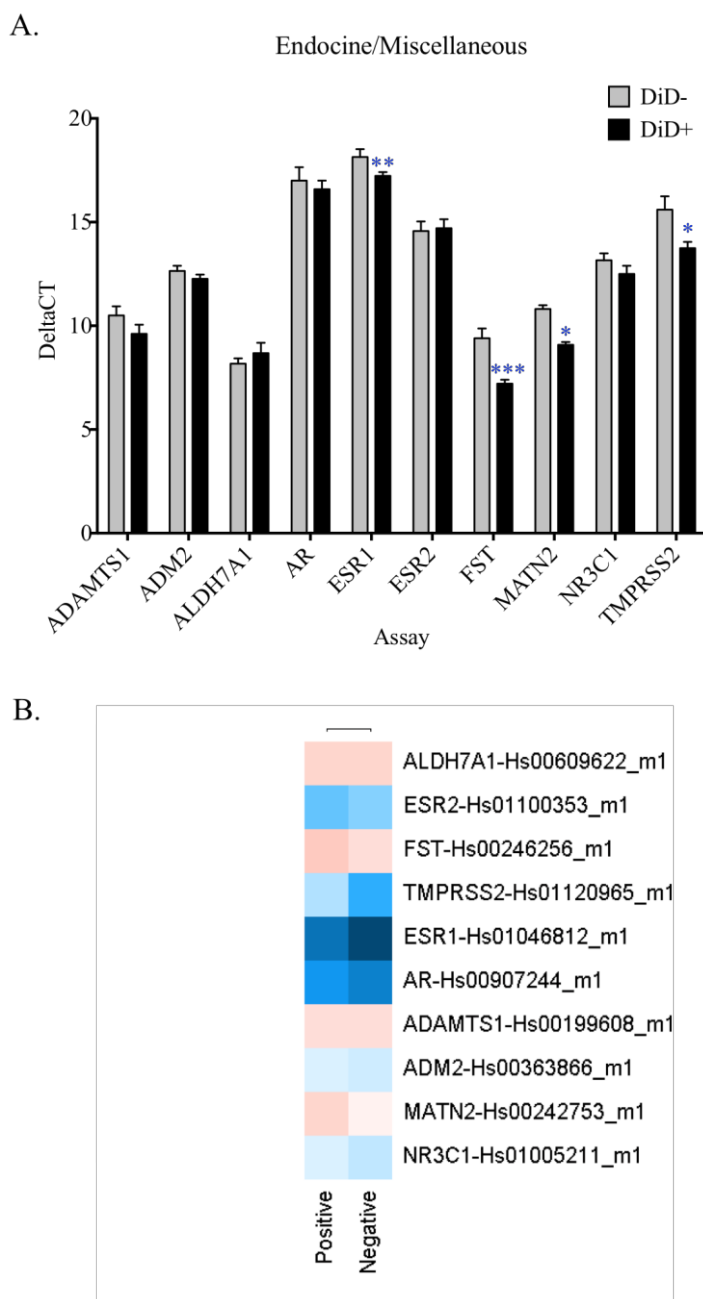 A.
Endocrine/Miscellaneous
DiD-
DiD+
DeltaCT
20
15
10
5
0
**
***
*
*
ADAMTS1
ADM2
ALDH7A1
AR
ESR1
ESR2
FST
MATN2
NR3C1
TMPRSS2
Assay
B.
ALDH7A1-Hs00609622_m1
ESR2-Hs01100353_m1
FST-Hs00246256_m1
TMPRSS2-Hs01120965_m1
ESR1-Hs01046812_m1
AR-Hs00907244_m1
ADAMTS1-Hs00199608_m1
ADM2-Hs00363866_m1
MATN2-Hs00242753_m1
NR3C1-Hs01005211_m1
Positive
Negative